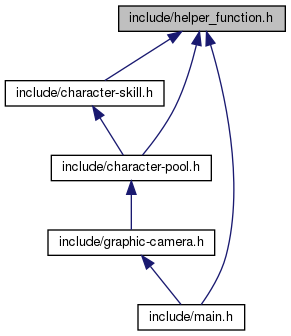 include/helper_function.h
include/character-skill.h
include/character-pool.h
include/graphic-camera.h
include/main.h